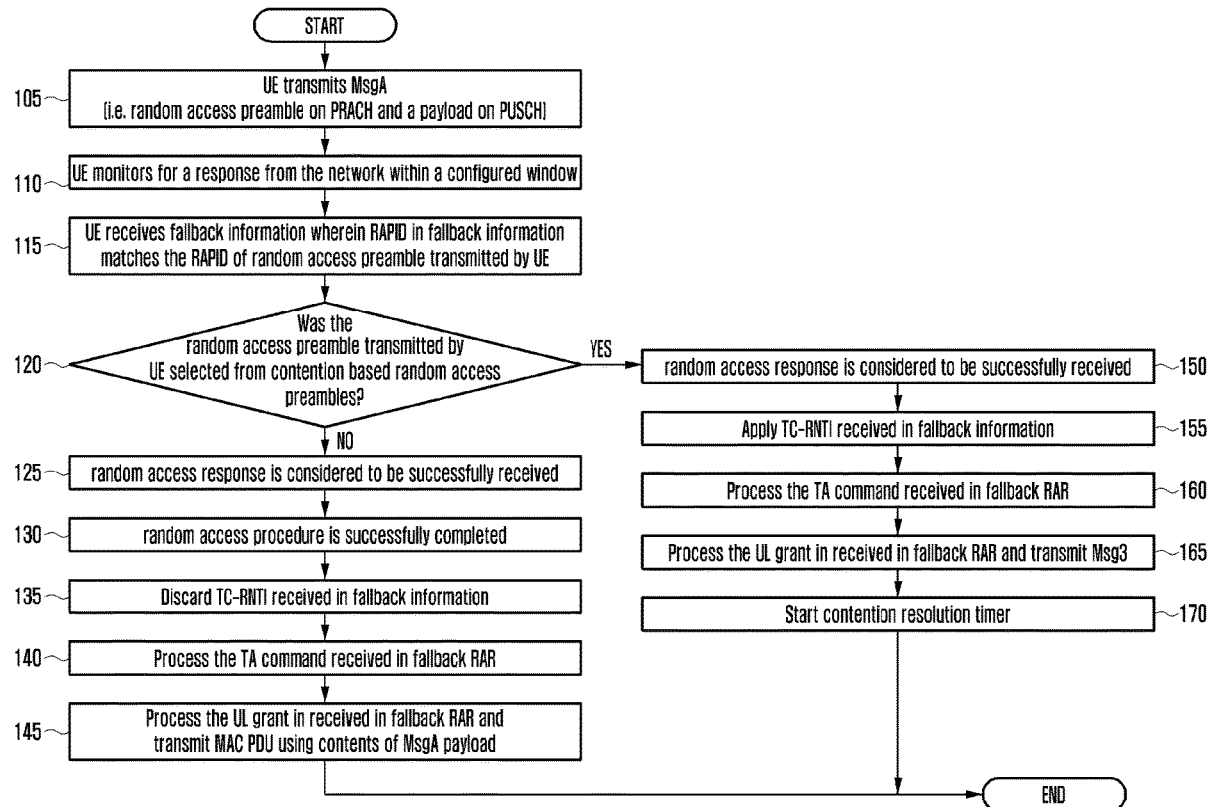 START
105
UE transmits MsgA
(i.e. random access preamble on PRACH and a payload on PUSCH)
110
UE monitors for a response from the network within a configured window
115
UE receives fallback information wherein RAPID in fallback information
matches the RAPID of random access preamble transmitted by UE
120
Was the
random access preamble transmitted by
UE selected from contention based random access
preambles?
YES
NO
125
random access response is considered to be successfully received
130
random access procedure is successfully completed
135
Discard TC-RNTI received in fallback information
140
Process the TA command received in fallback RAR
145
Process the UL grant in received in fallback RAR and
transmit MAC PDU using contents of MsgA payload
random access response is considered to be successfully received
150
Apply TC-RNTI received in fallback information
155
Process the TA command received in fallback RAR
160
Process the UL grant in received in fallback RAR and transmit Msg3
165
Start contention resolution timer
170
END